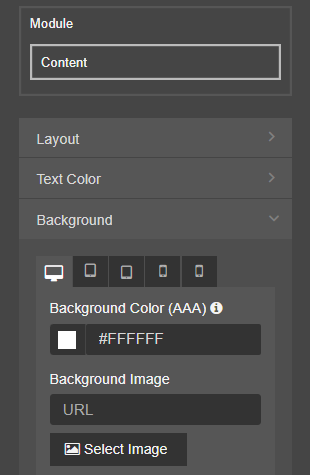 Module
Content
Layout
Text Color
Background
Background Color (AAA)
#FFFFFF
Background Image
URL
Select Image